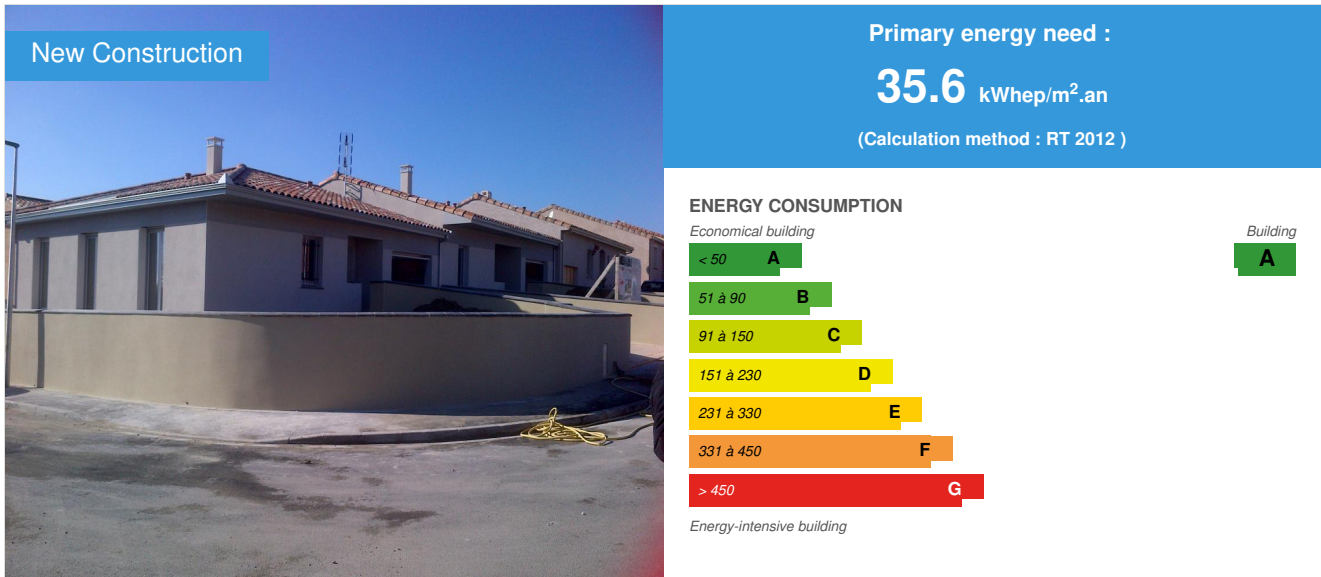 New Construction
Primary energy need :
35.6 kWhep/m².an
(Calculation method : RT 2012 )
ENERGY CONSUMPTION
Economical building
Building
< 50 A
A
51 à 90 B
91 à 150 C
151 à 230 D
231 à 330 E
331 à 450 F
> 450 G
Energy-intensive building